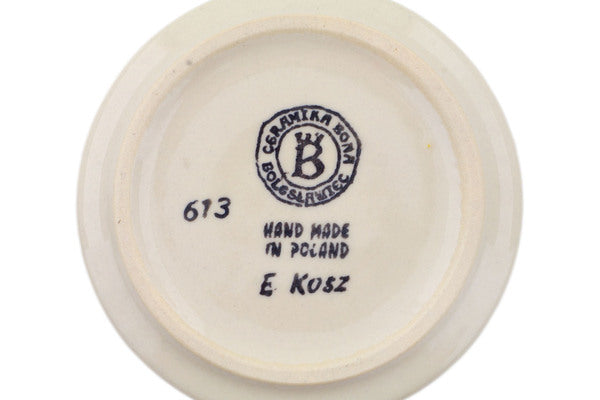 CERAMIKA BONA
BOLESŁAWIEC
B
613
HAND MADE
IN POLAND
E KOSZ